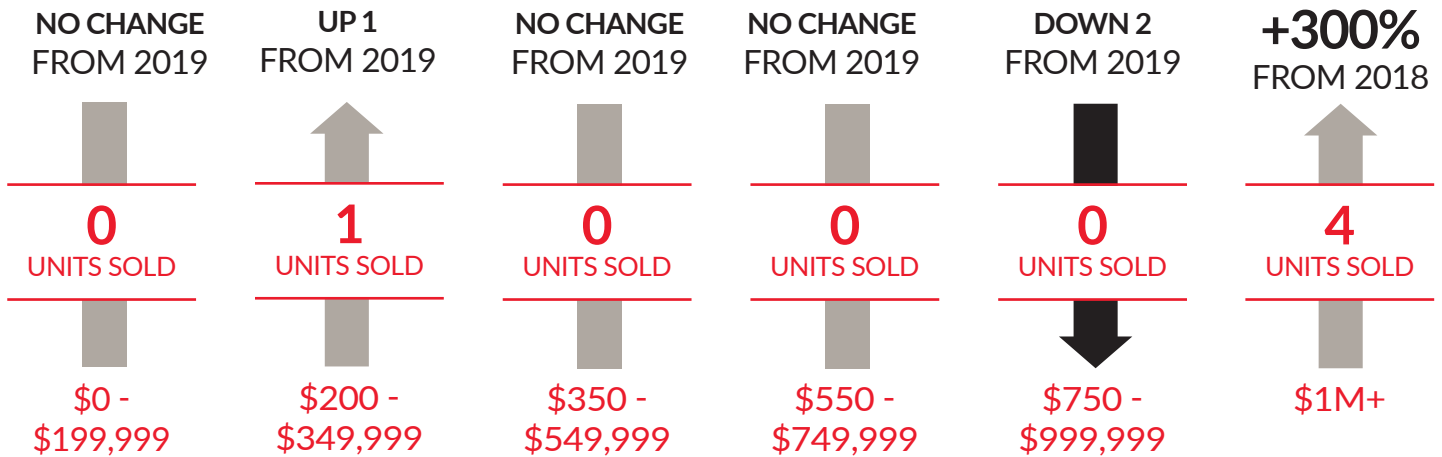 NO CHANGE
FROM 2019
0
UNITS SOLD
$0 -
$199,999
UP 1
FROM 2019
1
UNITS SOLD
$200 -
$349,999
NO CHANGE
FROM 2019
0
UNITS SOLD
$350 -
$549,999
NO CHANGE
FROM 2019
0
UNITS SOLD
$550 -
$749,999
DOWN 2
FROM 2019
0
UNITS SOLD
$750 -
$999,999
+300%
FROM 2018
4
UNITS SOLD
$1M+